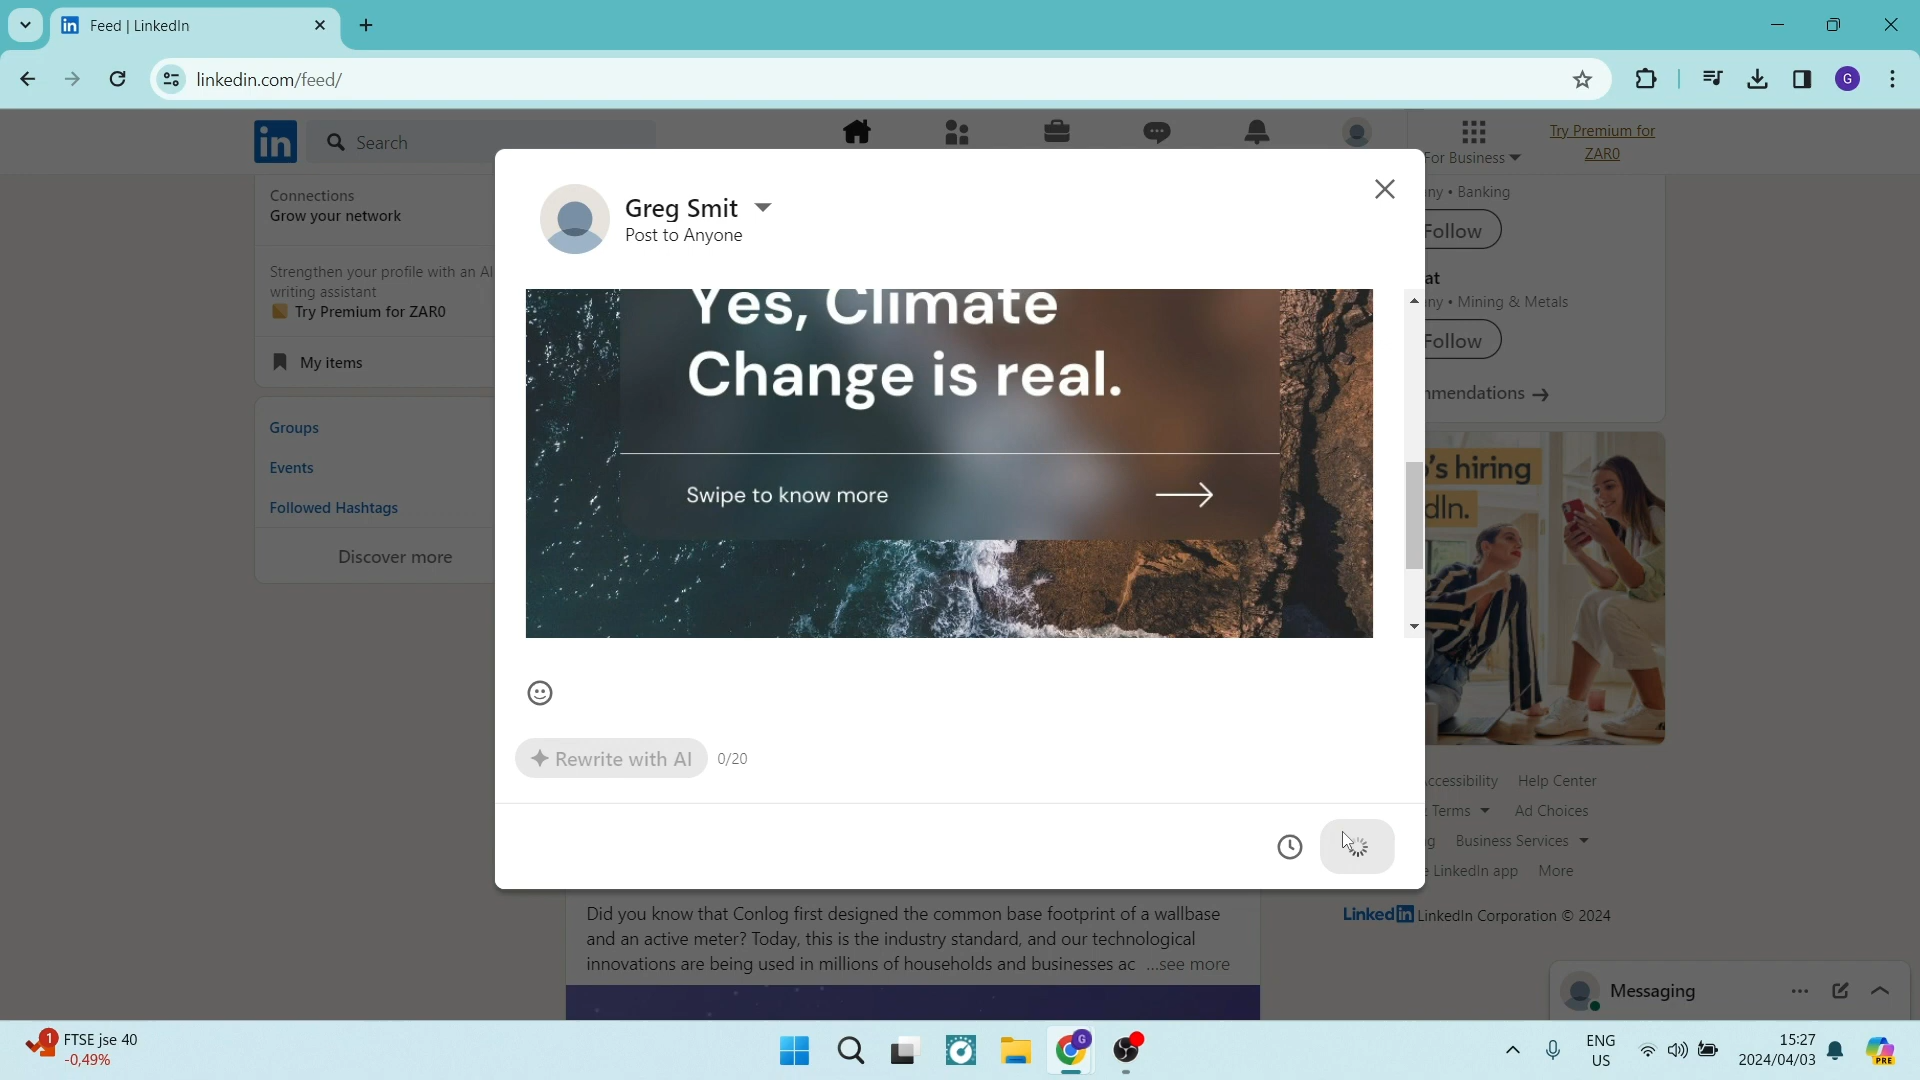 Feed | LinkedIn
linkedin.com/feed/
G
in
Search
For Business
Try Premium for
ZAR0
Connections
Grow your network
Strengthen your profile with an AI
writing assistant
Try Premium for ZAR0
My items
Groups
Events
Followed Hashtags
Discover more
Greg Smit
Post to Anyone
Yes, Climate
Change is real.
Swipe to know more
Rewrite with AI
0/20
• Banking
Follow
• Mining & Metals
Follow
's hiring
Help Center
Terms
Ad Choices
Business Services
LinkedIn app
More
LinkedIn LinkedIn Corporation © 2024
Did you know that Conlog first designed the common base footprint of a wallbase
and an active meter? Today, this is the industry standard, and our technological
innovations are being used in millions of households and businesses ac ...see more
Messaging
1
FTSE jse 40
-0,49%
G
ENG
US
15:27
2024/04/03
PRE